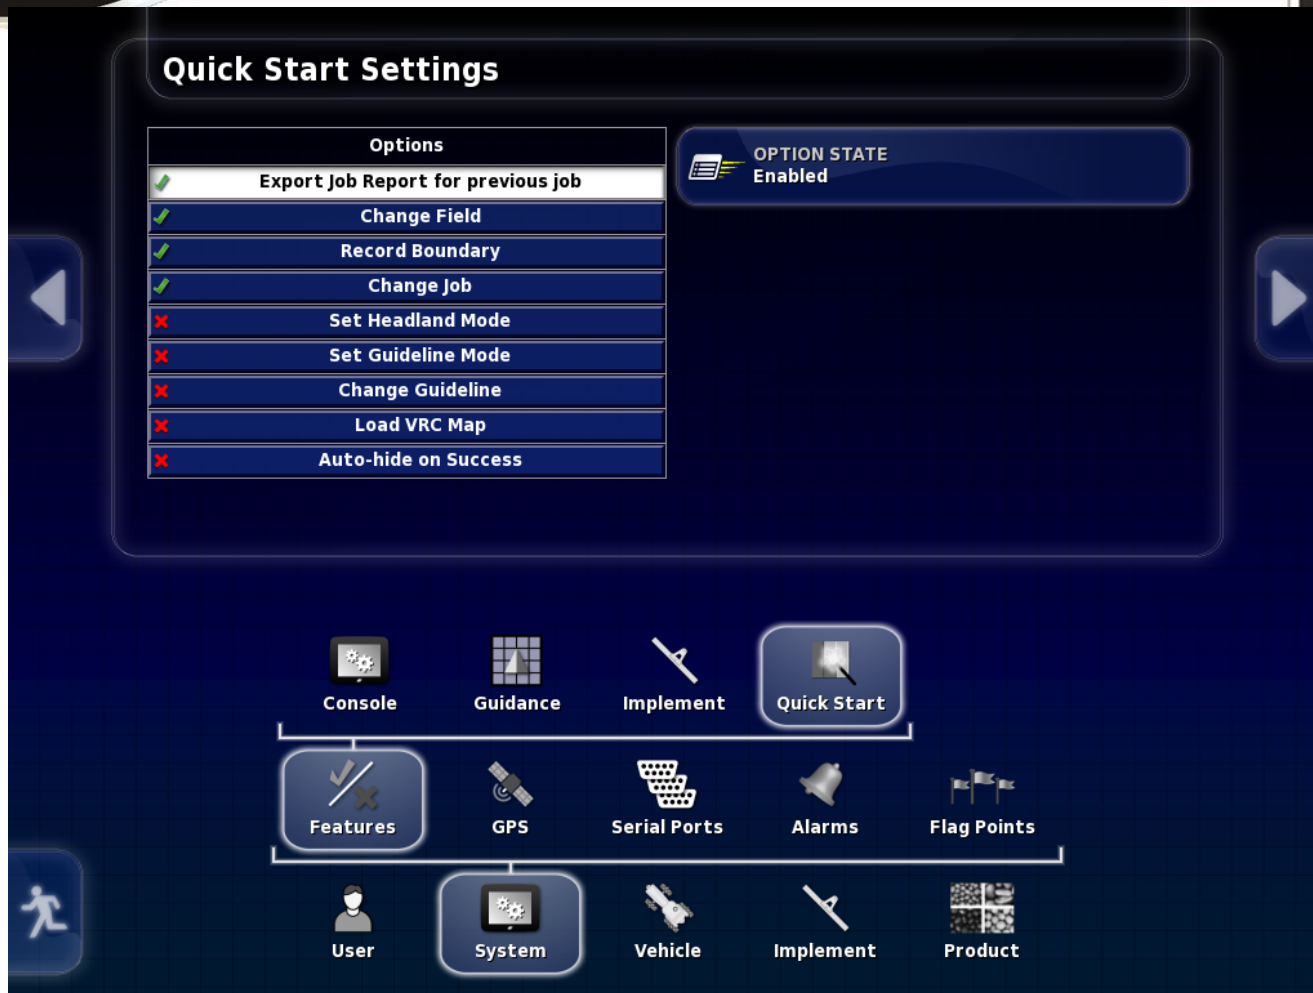 Quick Start Settings
Options
Export Job Report for previous job
Change Field
Record Boundary
Change Job
Set Headland Mode
Set Guideline Mode
Change Guideline
Load VRC Map
Auto-hide on Success
OPTION STATE
Enabled
Console Guidance Implement Quick Start
Features GPS Serial Ports Alarms Flag Points
User System Vehicle Implement Product